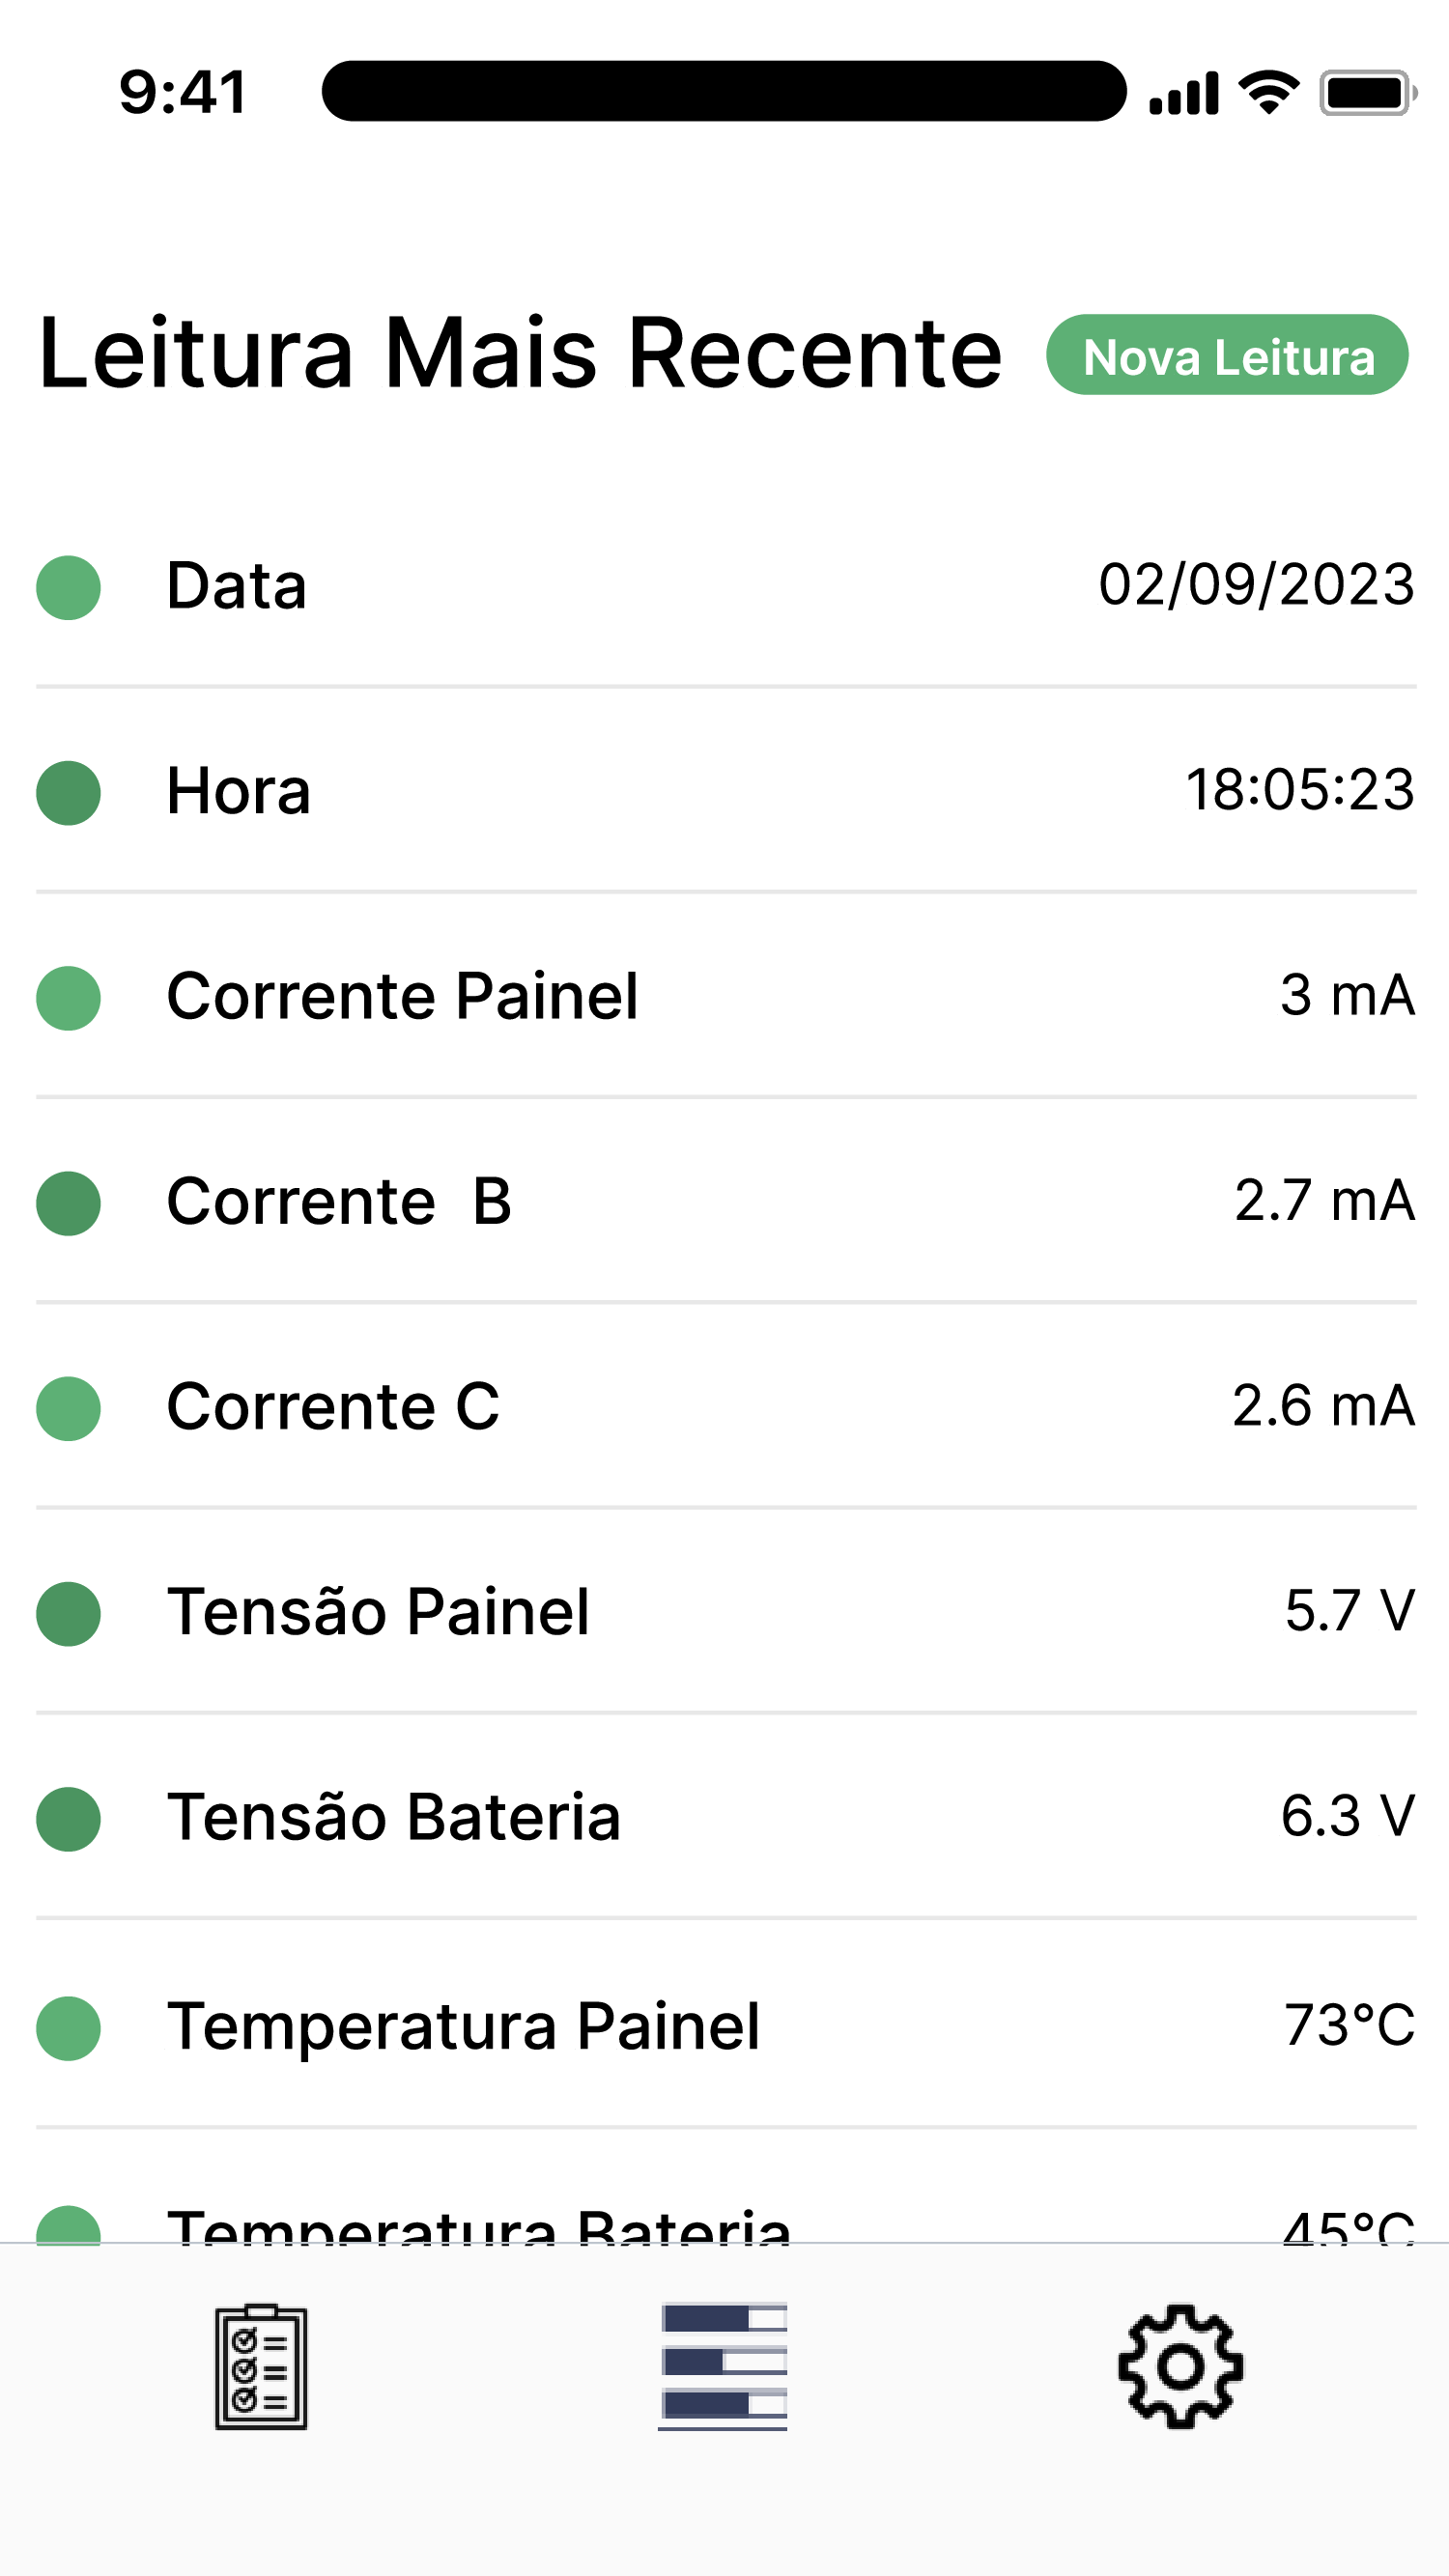 9:41
Leitura Mais Recente Nova Leitura
Data 02/09/2023
Hora 18:05:23
Corrente Painel 3 mA
Corrente  B 2.7 mA
Corrente C 2.6 mA
Tensão Painel 5.7 V
Tensão Bateria 6.3 V
Temperatura Painel 73°C
Temperatura Bateria 45°C